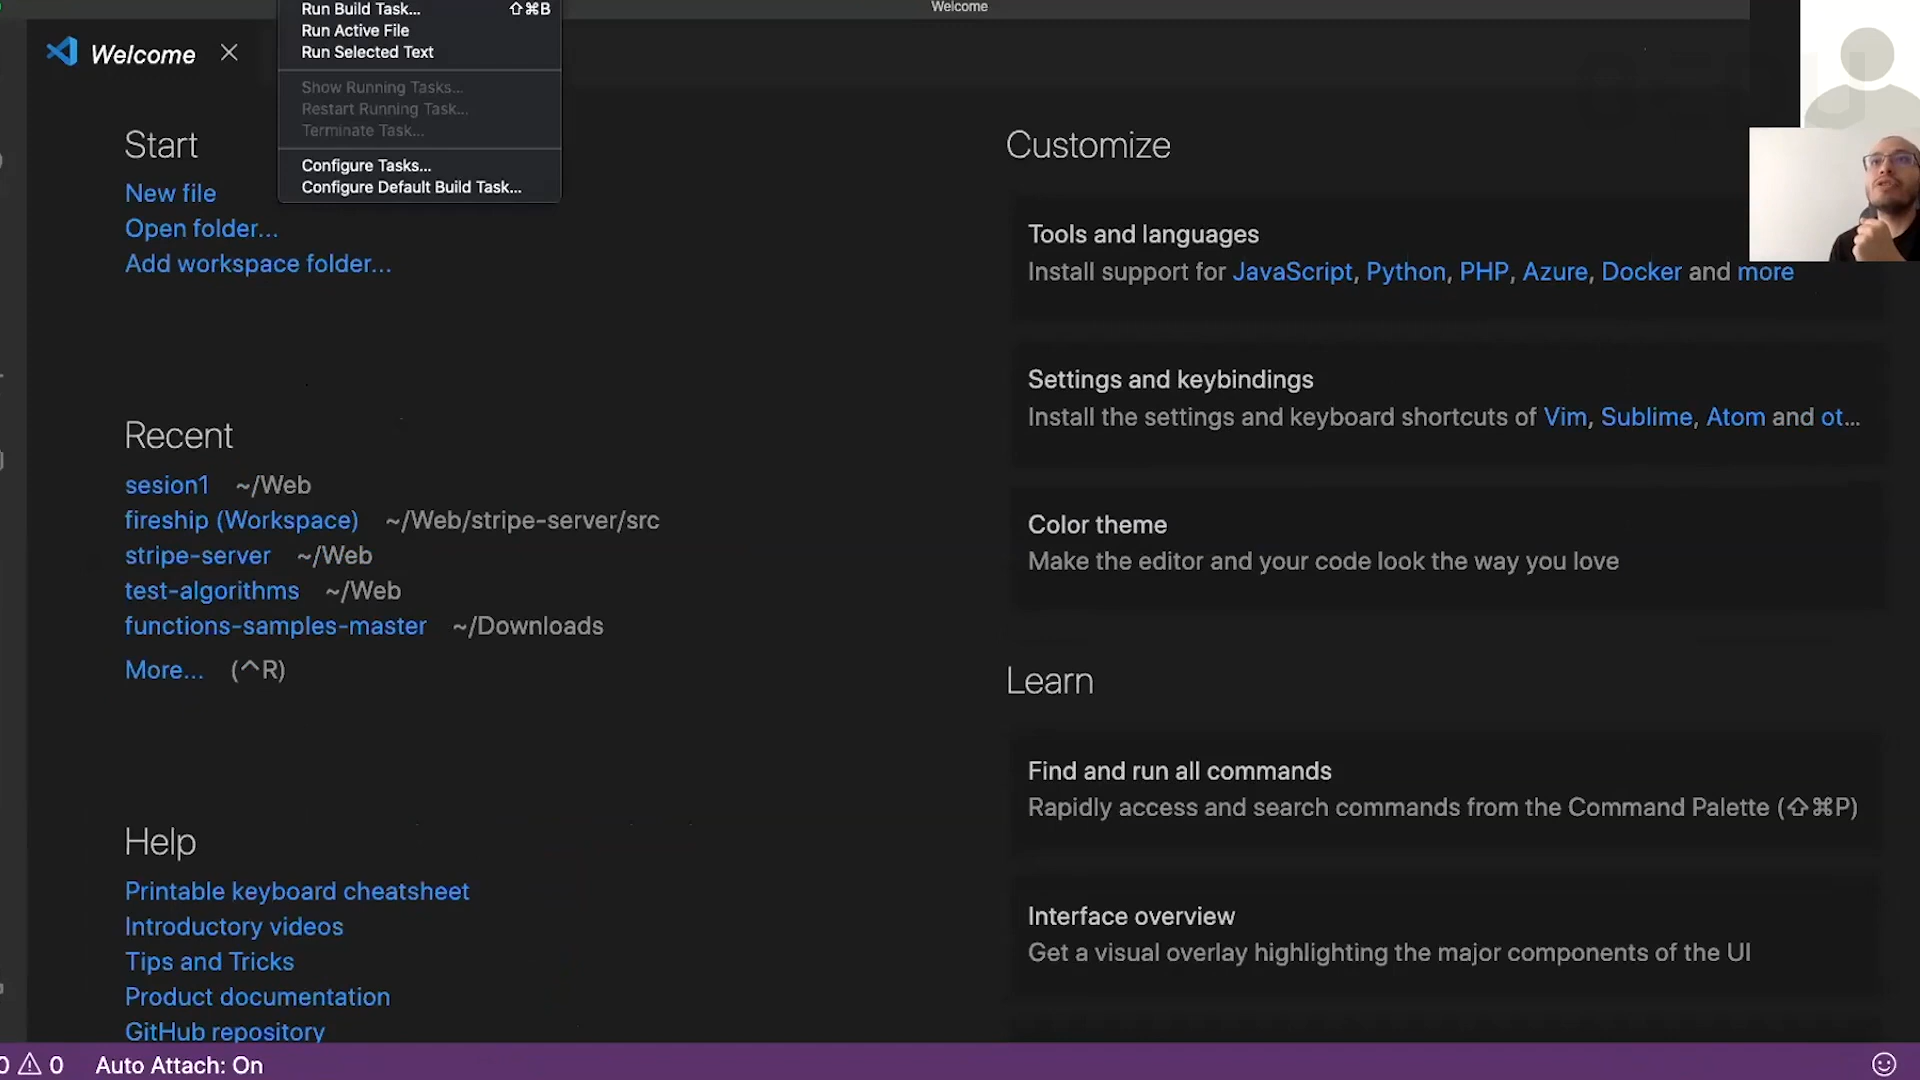 Run Build Task... ⇧⌘B
Run Active File
Run Selected Text
Show Running Tasks...
Restart Running Task...
Terminate Task...
Configure Tasks...
Configure Default Build Task...
Welcome
Welcome
Start
New file
Open folder...
Add workspace folder...
Recent
sesion1 ~/Web
fireship (Workspace) ~/Web/stripe-server/src
stripe-server ~/Web
test-algorithms ~/Web
functions-samples-master ~/Downloads
More... (^R)
Help
Printable keyboard cheatsheet
Introductory videos
Tips and Tricks
Product documentation
GitHub repository
Customize
Tools and languages
Install support for JavaScript, Python, PHP, Azure, Docker and more
Settings and keybindings
Install the settings and keyboard shortcuts of Vim, Sublime, Atom and ot...
Color theme
Make the editor and your code look the way you love
Learn
Find and run all commands
Rapidly access and search commands from the Command Palette (⇧⌘P)
Interface overview
Get a visual overlay highlighting the major components of the UI
0 ⚠ 0 Auto Attach: On